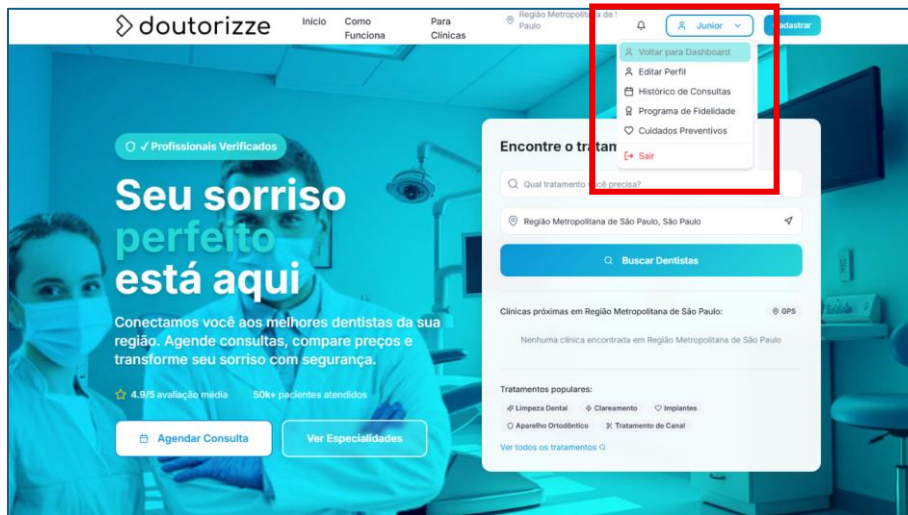 doutorizze
Início
Como
Funciona
Para
Clínicas
Região Metropolitana de
Paulo
Junior
Cadastrar
Voltar para Dashboard
Editar Perfil
Histórico de Consultas
Programa de Fidelidade
Cuidados Preventivos
Sair
✓ Profissionais Verificados
Seu sorriso
perfeito
está aqui
Conectamos você aos melhores dentistas da sua
região. Agende consultas, compare preços e
transforme seu sorriso com segurança.
4.9/5 avaliação média 50k+ pacientes atendidos
Agendar Consulta
Ver Especialidades
Encontre o
Qual tratamento você precisa?
Região Metropolitana de São Paulo, São Paulo
Buscar Dentistas
Clínicas próximas em Região Metropolitana de São Paulo:
GPS
Nenhuma clínica encontrada em Região Metropolitana de São Paulo
Tratamentos populares:
Limpeza Dental Clareamento Implantes
Aparelho Ortodôntico Tratamento de Canal
Ver todos os tratamentos